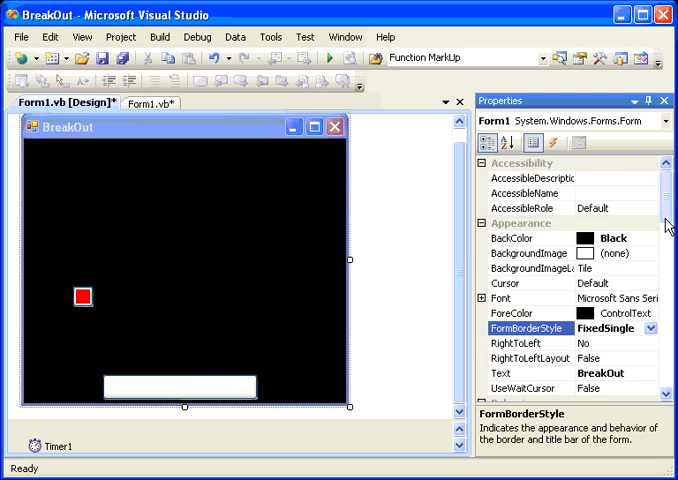 BreakOut - Microsoft Visual Studio
File Edit View Project Build Debug Data Tools Test Window Help
Function MarkUp
Form1.vb [Design]* Form1.vb*
Properties
Form1 System.Windows.Forms.Form
BreakOut
Accessibility
AccessibleDescriptic
AccessibleName
AccessibleRole Default
Appearance
BackColor Black
BackgroundImage (none)
BackgroundImageLa Tile
Cursor Default
Font Microsoft Sans Seri
ForeColor ControlText
FormBorderStyle FixedSingle
RightToLeft No
RightToLeftLayout False
Text BreakOut
UseWaitCursor False
FormBorderStyle
Indicates the appearance and behavior of
the border and title bar of the form.
Timer1
Ready